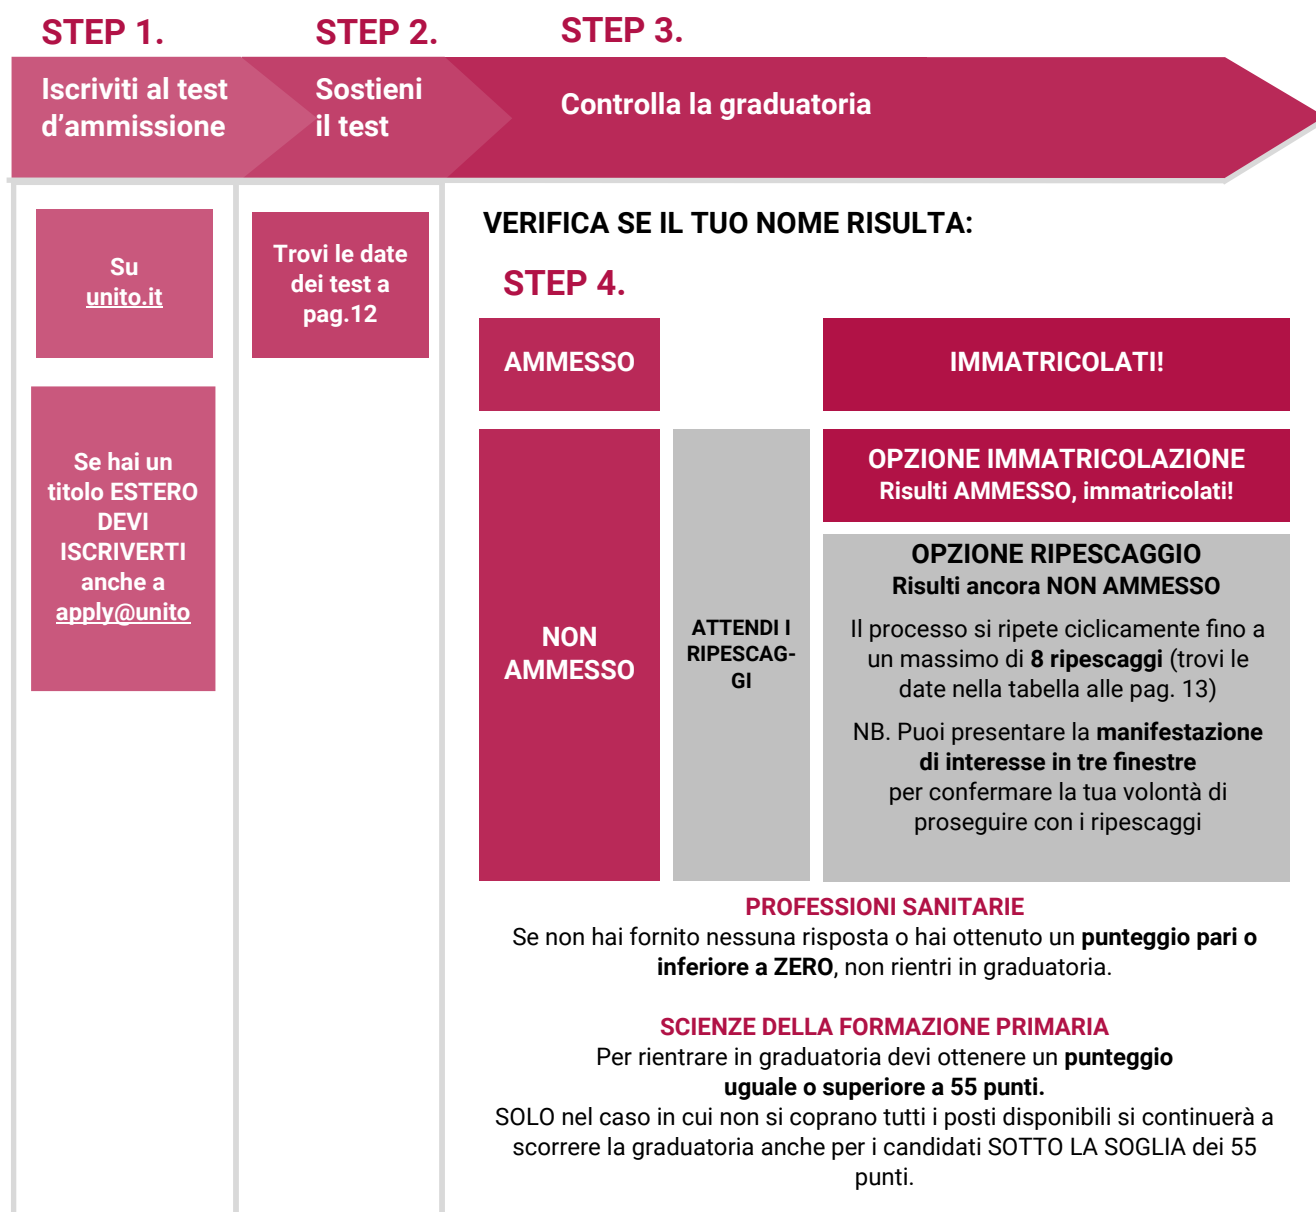 STEP 1.
Iscriviti al test
d'ammissione
Su
unito.it
Se hai un
titolo ESTERO
DEVI
ISCRIVERTI
anche a
apply@unito
STEP 2.
Sostieni
il test
Trovi le date
dei test a
pag.12
STEP 3.
Controlla la graduatoria
VERIFICA SE IL TUO NOME RISULTA:
STEP 4.
AMMESSO
IMMATRICOLATI!
NON
AMMESSO
ATTENDI I
RIPESCAG-
GI
OPZIONE IMMATRICOLAZIONE
Risulti AMMESSO, immatricolati!
OPZIONE RIPESCAGGIO
Risulti ancora NON AMMESSO
Il processo si ripete ciclicamente fino a
un massimo di 8 ripescaggi (trovi le
date nella tabella alle pag. 13)
NB. Puoi presentare la manifestazione
di interesse in tre finestre
per confermare la tua volontà di
proseguire con i ripescaggi
PROFESSIONI SANITARIE
Se non hai fornito nessuna risposta o hai ottenuto un punteggio pari o
inferiore a ZERO, non rientri in graduatoria.
SCIENZE DELLA FORMAZIONE PRIMARIA
Per rientrare in graduatoria devi ottenere un punteggio
uguale o superiore a 55 punti.
SOLO nel caso in cui non si coprano tutti i posti disponibili si continuerà a
scorrere la graduatoria anche per i candidati SOTTO LA SOGLIA dei 55
punti.